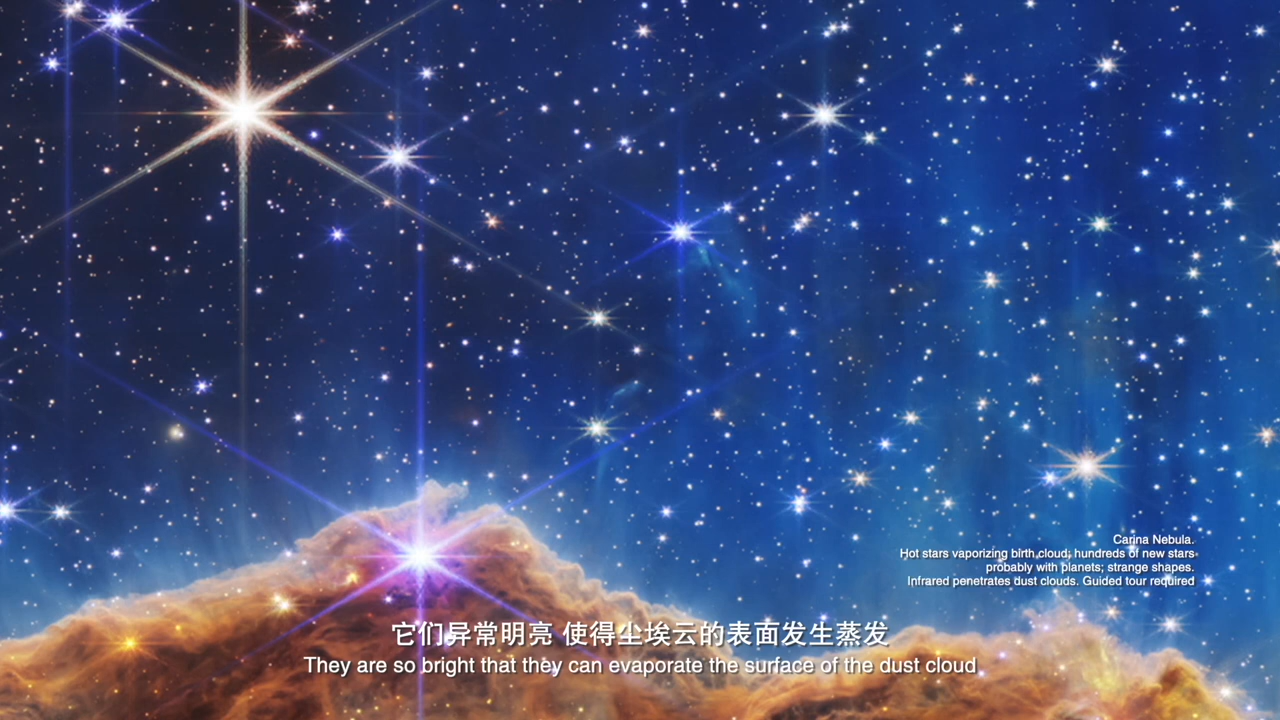 Carina Nebula.
Hot stars vaporizing birth cloud; hundreds of new stars
probably with planets; strange shapes.
Infrared penetrates dust clouds. Guided tour required
它们异常明亮 使得尘埃云的表面发生蒸发
They are so bright that they can evaporate the surface of the dust cloud